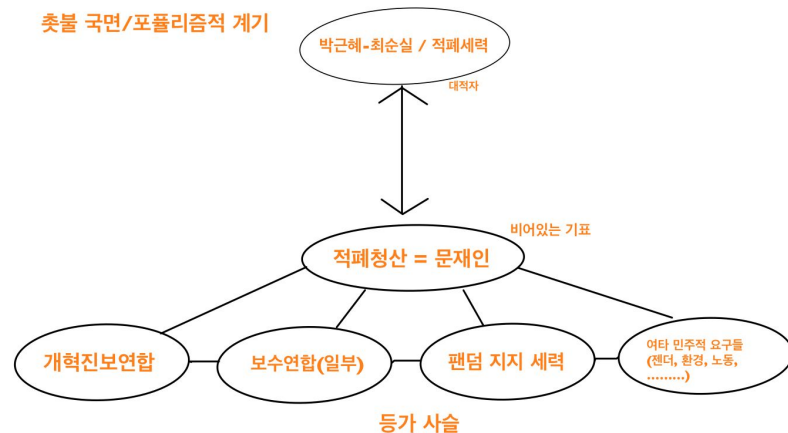 촛불 국면/포퓰리즘적 계기
박근혜-최순실 / 적폐세력
대적자
비어있는 기표
적폐청산 = 문재인
개혁진보연합
보수연합(일부)
팬덤 지지 세력
여타 민주적 요구들
(젠더, 환경, 노동,
.........)
등가 사슬